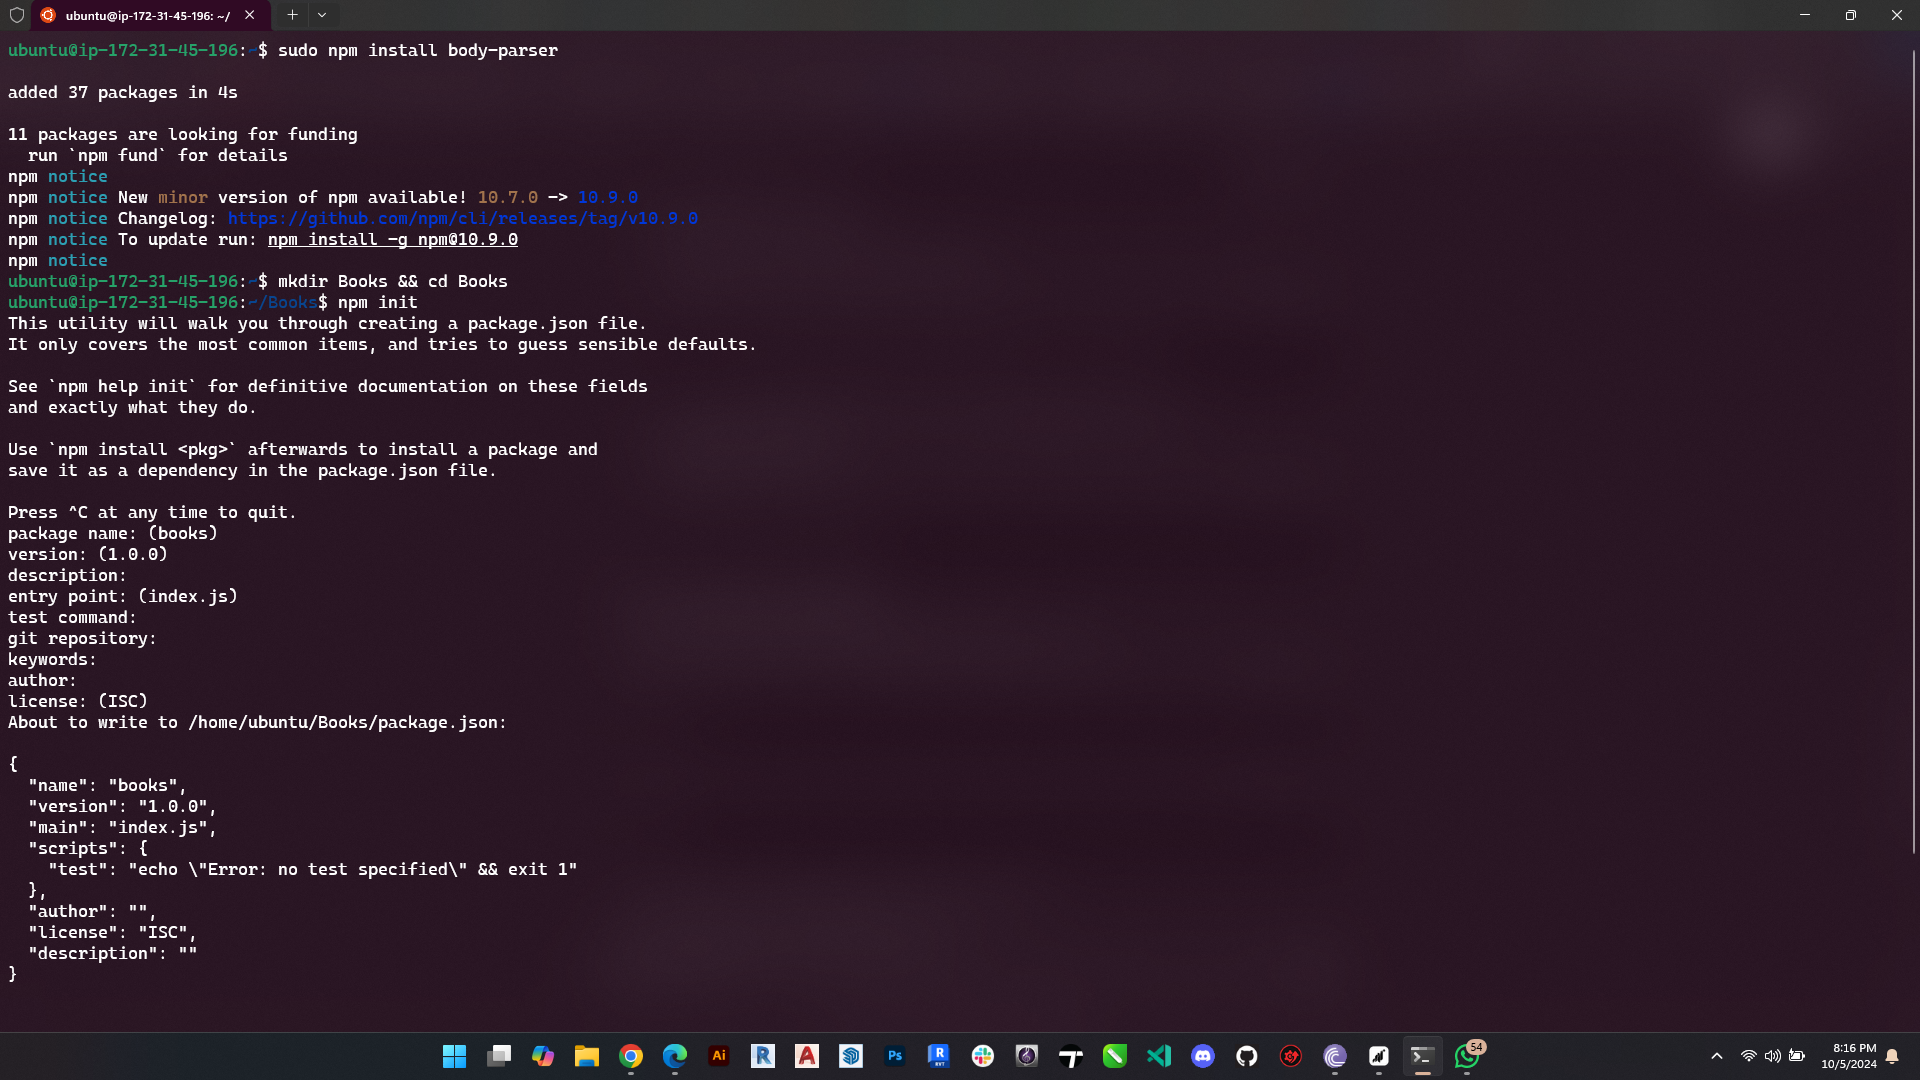 ubuntu@ip-172-31-45-196: ~/
ubuntu@ip-172-31-45-196:~$ sudo npm install body-parser
added 37 packages in 4s
11 packages are looking for funding
run `npm fund` for details
npm notice
npm notice New minor version of npm available! 10.7.0 -> 10.9.0
npm notice Changelog: https://github.com/npm/cli/releases/tag/v10.9.0
npm notice To update run: npm install -g npm@10.9.0
npm notice
ubuntu@ip-172-31-45-196:~$ mkdir Books && cd Books
ubuntu@ip-172-31-45-196:~/Books$ npm init
This utility will walk you through creating a package.json file.
It only covers the most common items, and tries to guess sensible defaults.
See `npm help init` for definitive documentation on these fields
and exactly what they do.
Use `npm install <pkg>` afterwards to install a package and
save it as a dependency in the package.json file.
Press ^C at any time to quit.
package name: (books)
version: (1.0.0)
description:
entry point: (index.js)
test command:
git repository:
keywords:
author:
license: (ISC)
About to write to /home/ubuntu/Books/package.json:
{
  "name": "books",
  "version": "1.0.0",
  "main": "index.js",
  "scripts": {
    "test": "echo \"Error: no test specified\" && exit 1"
  },
  "author": "",
  "license": "ISC",
  "description": ""
}
Ai
R
A
Ps
R
RVT
54
8:16 PM
10/5/2024